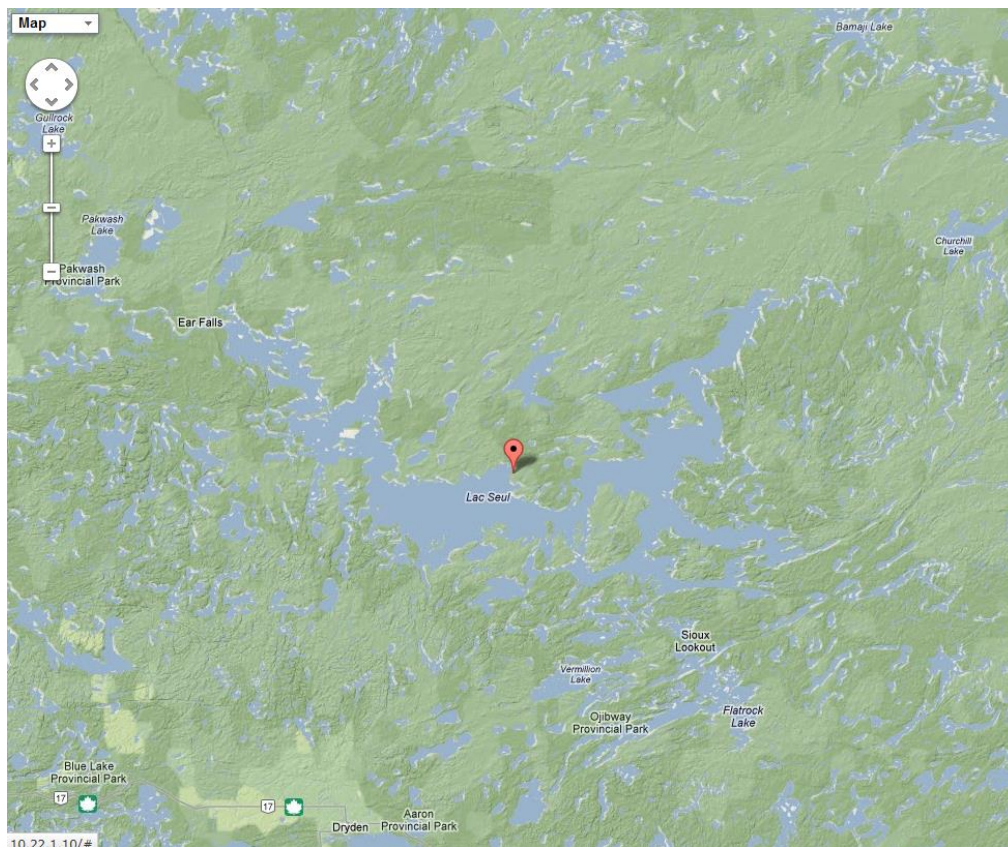 Map
Bamaji Lake
Gullrock
Lake
Pakwash
Lake
Churchill
Lake
Pakwash
Provincial Park
Ear Falls
Lac Seul
Sioux
Lookout
Vermillion
Lake
Ojibway
Provincial Park
Flatrock
Lake
Blue Lake
Provincial Park
17
17
Aaron
Provincial Park
Dryden
10.22.1.10/#